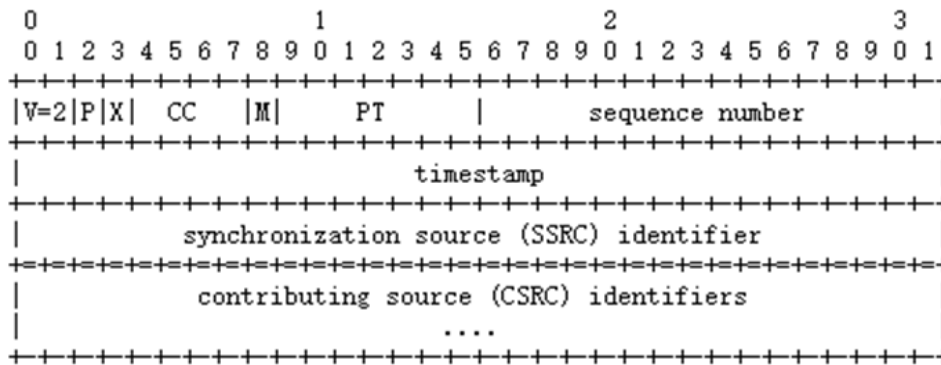 0                   1                   2                   3
0 1 2 3 4 5 6 7 8 9 0 1 2 3 4 5 6 7 8 9 0 1 2 3 4 5 6 7 8 9 0 1
+-+-+-+-+-+-+-+-+-+-+-+-+-+-+-+-+-+-+-+-+-+-+-+-+-+-+-+-+-+-+-+-
|V=2|P|X|  CC   |M|     PT      |       sequence number
+-+-+-+-+-+-+-+-+-+-+-+-+-+-+-+-+-+-+-+-+-+-+-+-+-+-+-+-+-+-+-+-
|                           timestamp
+-+-+-+-+-+-+-+-+-+-+-+-+-+-+-+-+-+-+-+-+-+-+-+-+-+-+-+-+-+-+-+-
|           synchronization source (SSRC) identifier
+=+=+=+=+=+=+=+=+=+=+=+=+=+=+=+=+=+=+=+=+=+=+=+=+=+=+=+=+=+=+=+=
|            contributing source (CSRC) identifiers
|                             ....
+-+-+-+-+-+-+-+-+-+-+-+-+-+-+-+-+-+-+-+-+-+-+-+-+-+-+-+-+-+-+-+-